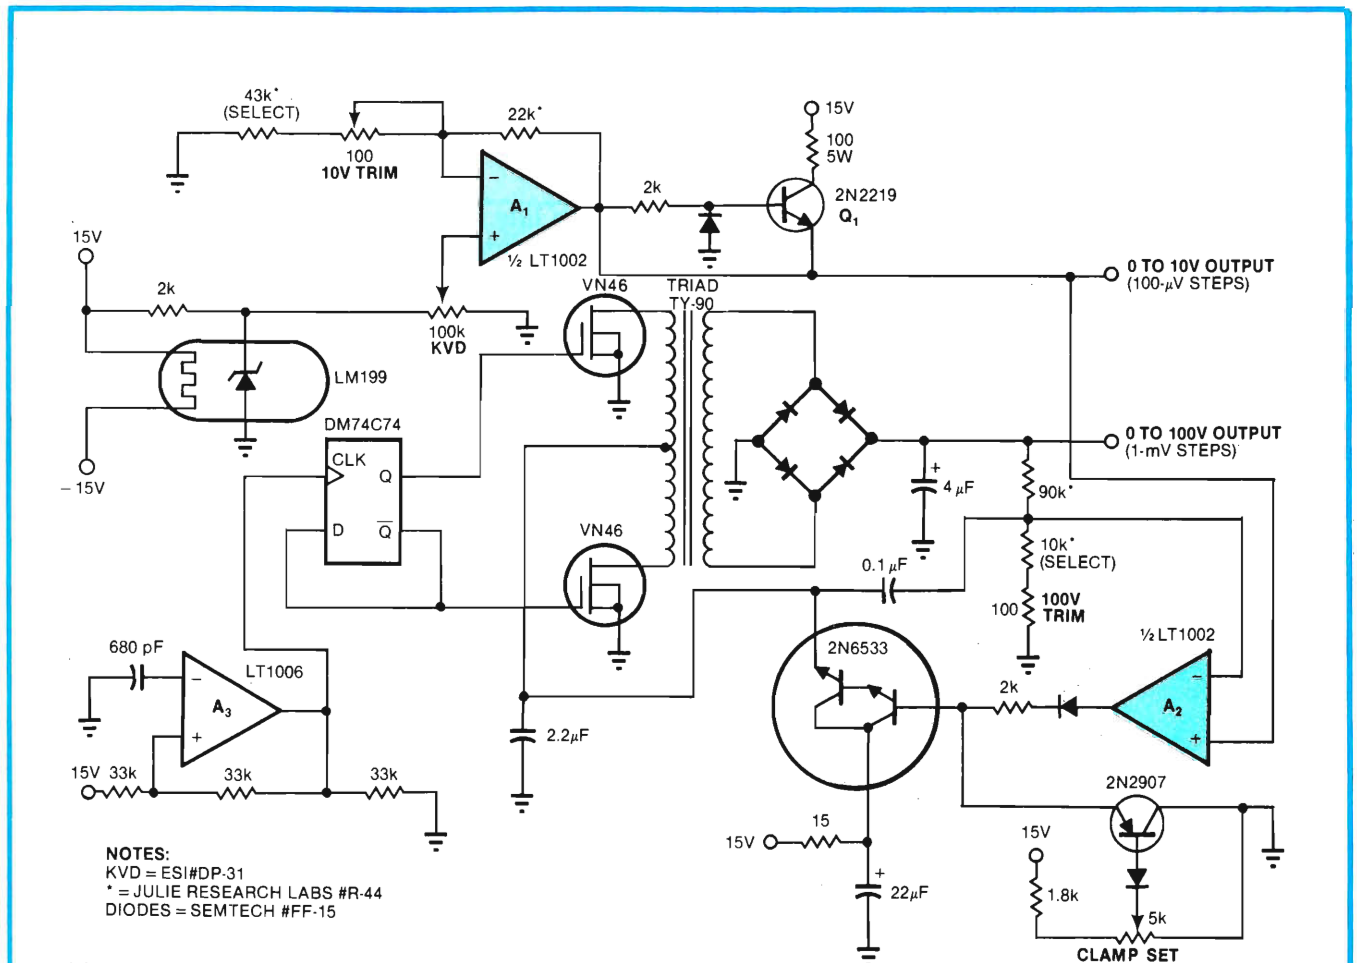 43k*
(SELECT)
100
10V TRIM
22k*
15V
100
5W
2N2219
Q1
2k
A1
−
+
½ LT1002
15V
2k
100k
KVD
LM199
− 15V
VN46
TRIAD
TY-90
0 TO 10V OUTPUT
(100-μV STEPS)
DM74C74
CLK
Q
D
Q̅
0 TO 100V OUTPUT
(1-mV STEPS)
+
4 μF
90k*
10k*
(SELECT)
100
100V
TRIM
0.1 μF
VN46
½ LT1002
−
+
A2
2k
2N6533
680 pF
LT1006
−
+
A3
2.2μF
15V
33k
33k
33k
2N2907
15V
15
+
22μF
15V
1.8k
5k
CLAMP SET
NOTES:
KVD = ESI#DP-31
* = JULIE RESEARCH LABS #R-44
DIODES = SEMTECH #FF-15